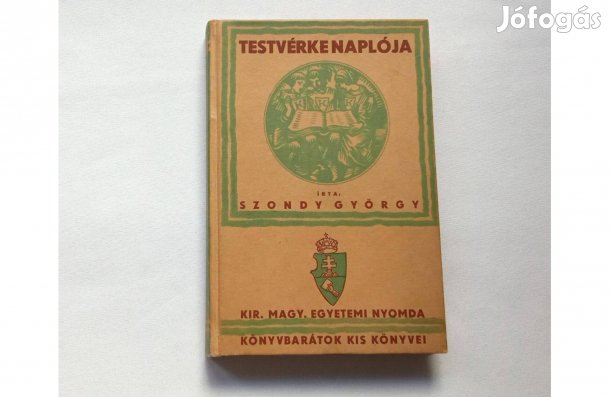 Jófogás
TESTVÉRKE NAPLÓJA
ÍRTA:
SZONDY GYÖRGY
KIR. MAGY. EGYETEMI NYOMDA
KÖNYVBARÁTOK KIS KÖNYVEI